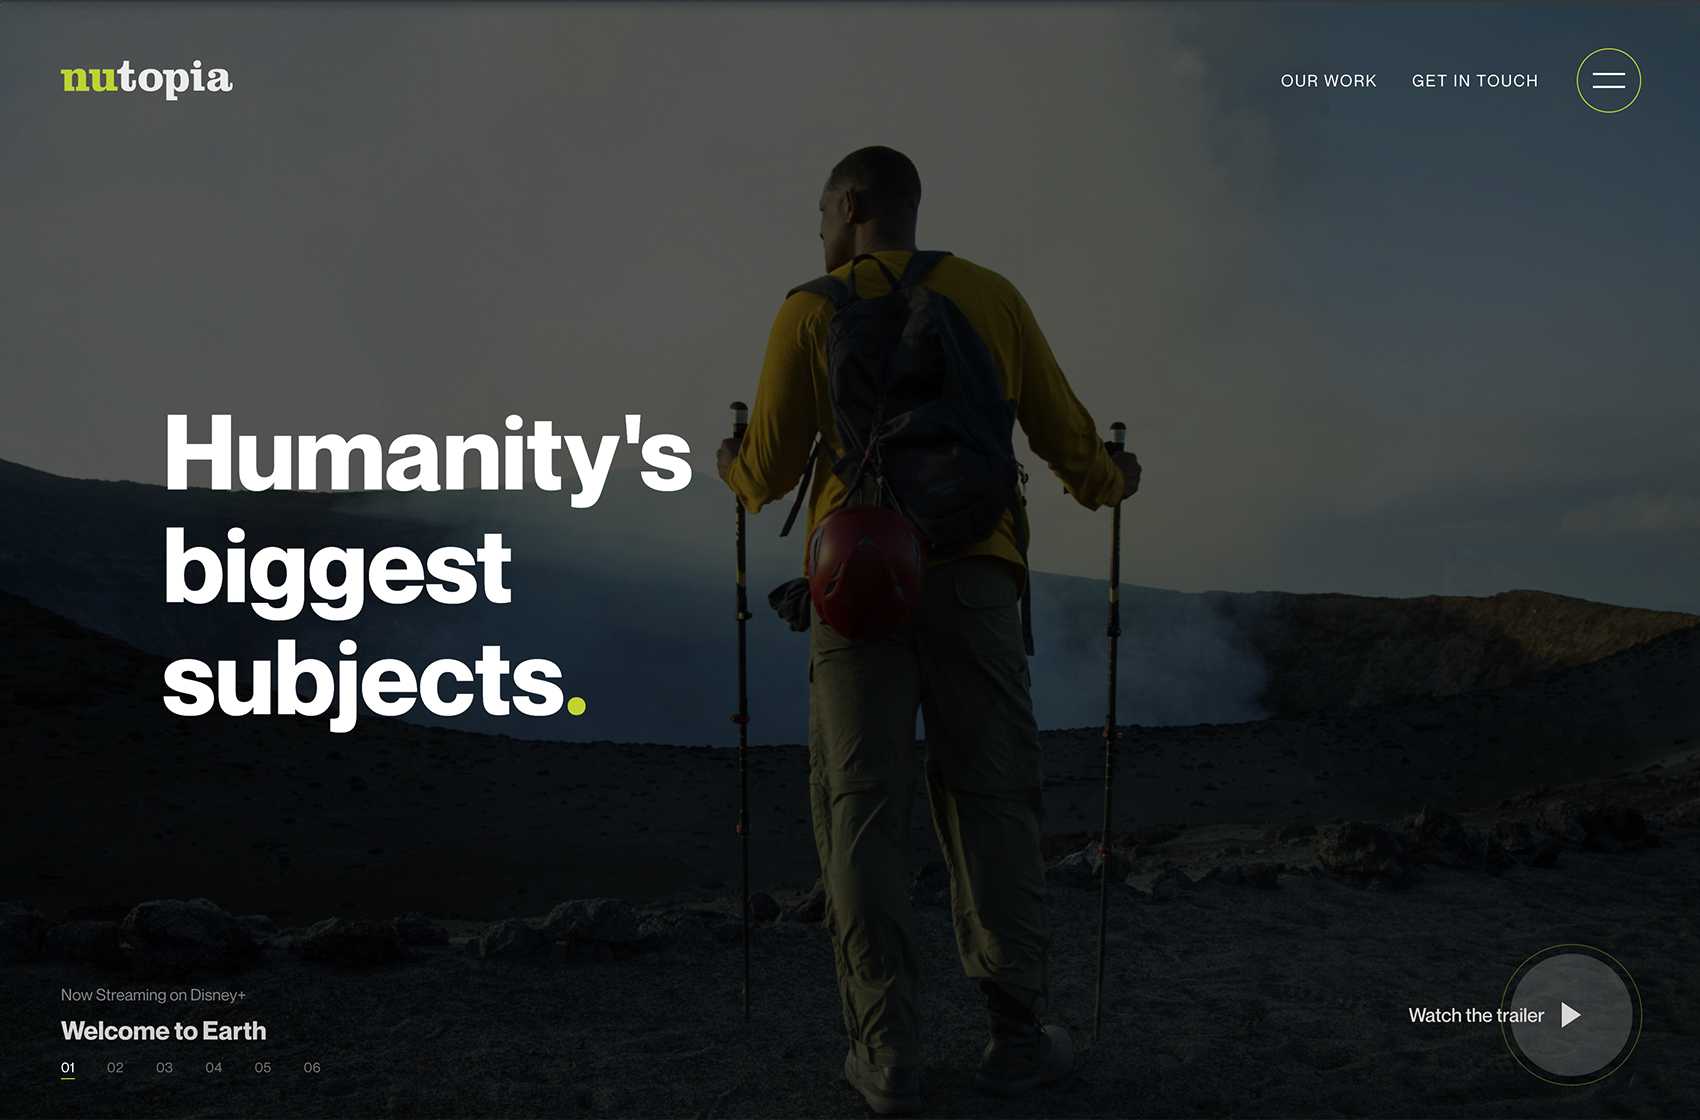 nutopia
OUR WORK
GET IN TOUCH
Humanity's
biggest
subjects.
Now Streaming on Disney+
Welcome to Earth
01 02 03 04 05 06
Watch the trailer